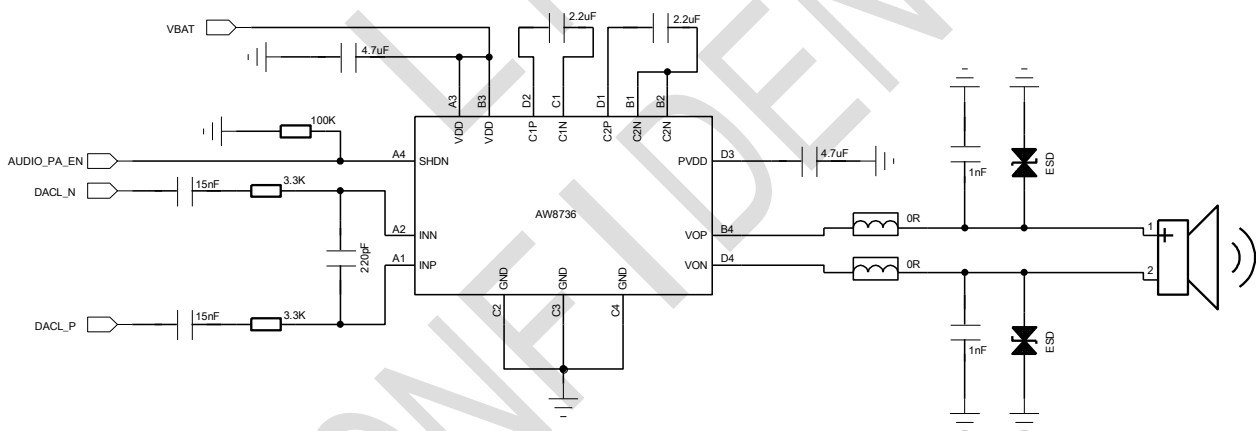 VBAT
4.7uF
2.2uF
2.2uF
A3
B3
D2
C1
D1
B1
B2
VDD
VDD
C1P
C1N
C2P
C2N
C2N
100K
AUDIO_PA_EN
A4
SHDN
PVDD
D3
4.7uF
1nF
ESD
DACL_N
15nF
3.3K
AW8736
A2
INN
220pF
A1
INP
VOP
B4
0R
1
VON
D4
0R
2
GND
GND
GND
C2
C3
C4
DACL_P
15nF
3.3K
1nF
ESD